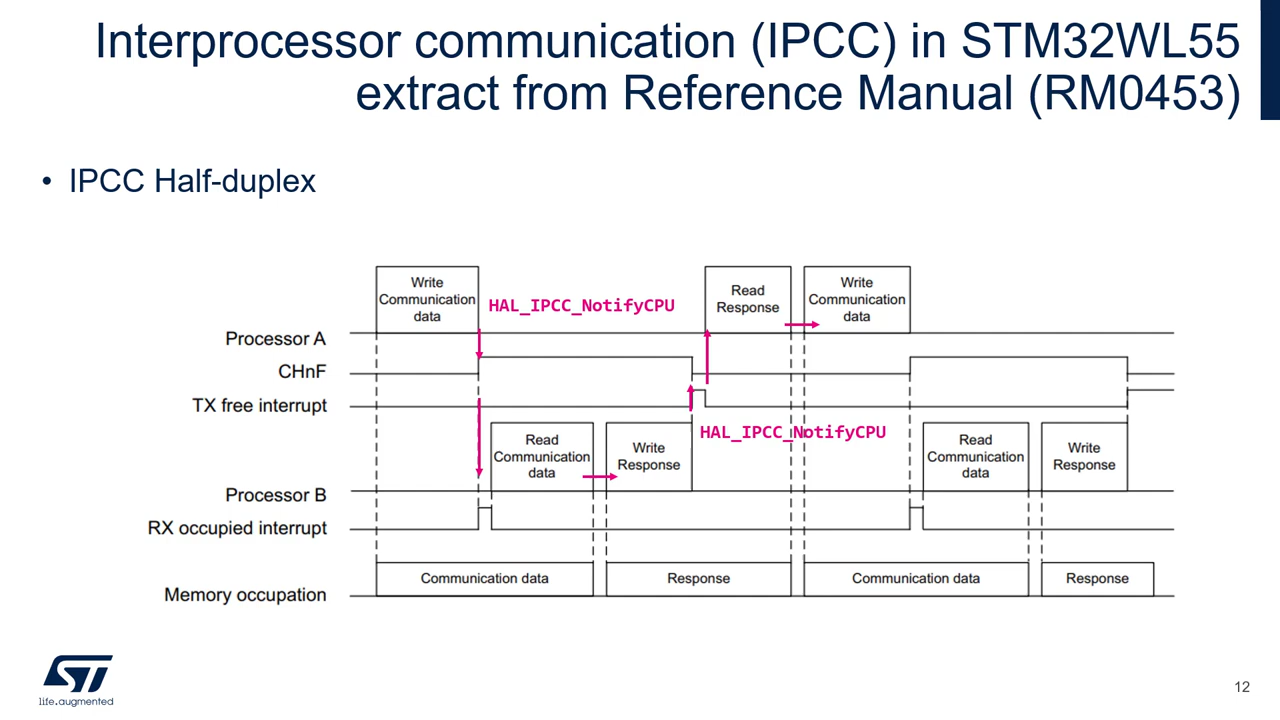 Interprocessor communication (IPCC) in STM32WL55
extract from Reference Manual (RM0453)
• IPCC Half-duplex
Write
Communication
data
HAL_IPCC_NotifyCPU
Read
Response
Write
Communication
data
Processor A
CHnF
TX free interrupt
HAL_IPCC_NotifyCPU
Read
Communication
data
Write
Response
Read
Communication
data
Write
Response
Processor B
RX occupied interrupt
Memory occupation
Communication data
Response
Communication data
Response
ST
life.augmented
12